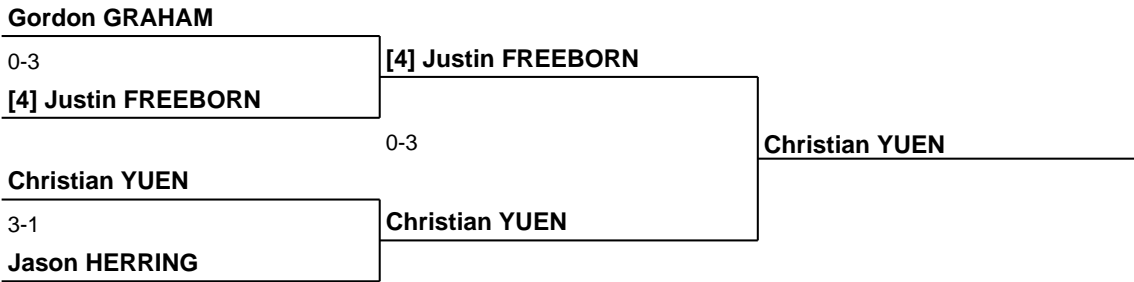 Gordon GRAHAM
0-3
[4] Justin FREEBORN
[4] Justin FREEBORN
0-3
Christian YUEN
Christian YUEN
3-1
Christian YUEN
Jason HERRING